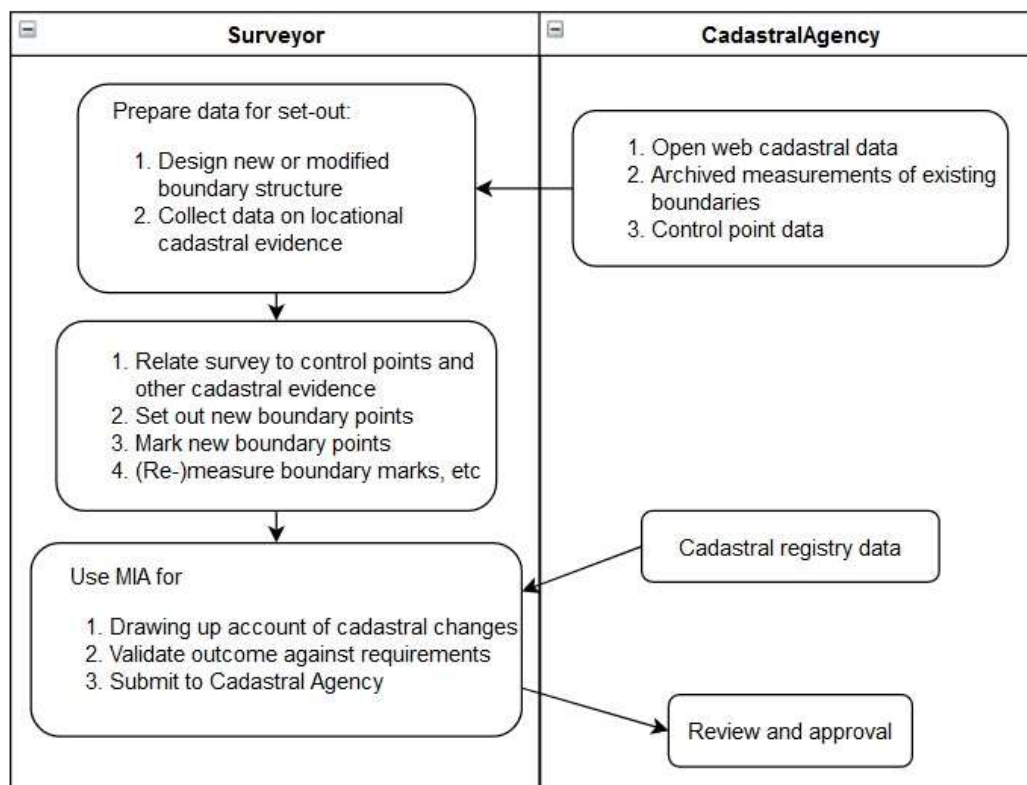 Surveyor
CadastralAgency
Prepare data for set-out:
1. Design new or modified
boundary structure
2. Collect data on locational
cadastral evidence
1. Open web cadastral data
2. Archived measurements of existing
boundaries
3. Control point data
1. Relate survey to control points and
other cadastral evidence
2. Set out new boundary points
3. Mark new boundary points
4. (Re-)measure boundary marks, etc
Cadastral registry data
Use MIA for
1. Drawing up account of cadastral changes
2. Validate outcome against requirements
3. Submit to Cadastral Agency
Review and approval